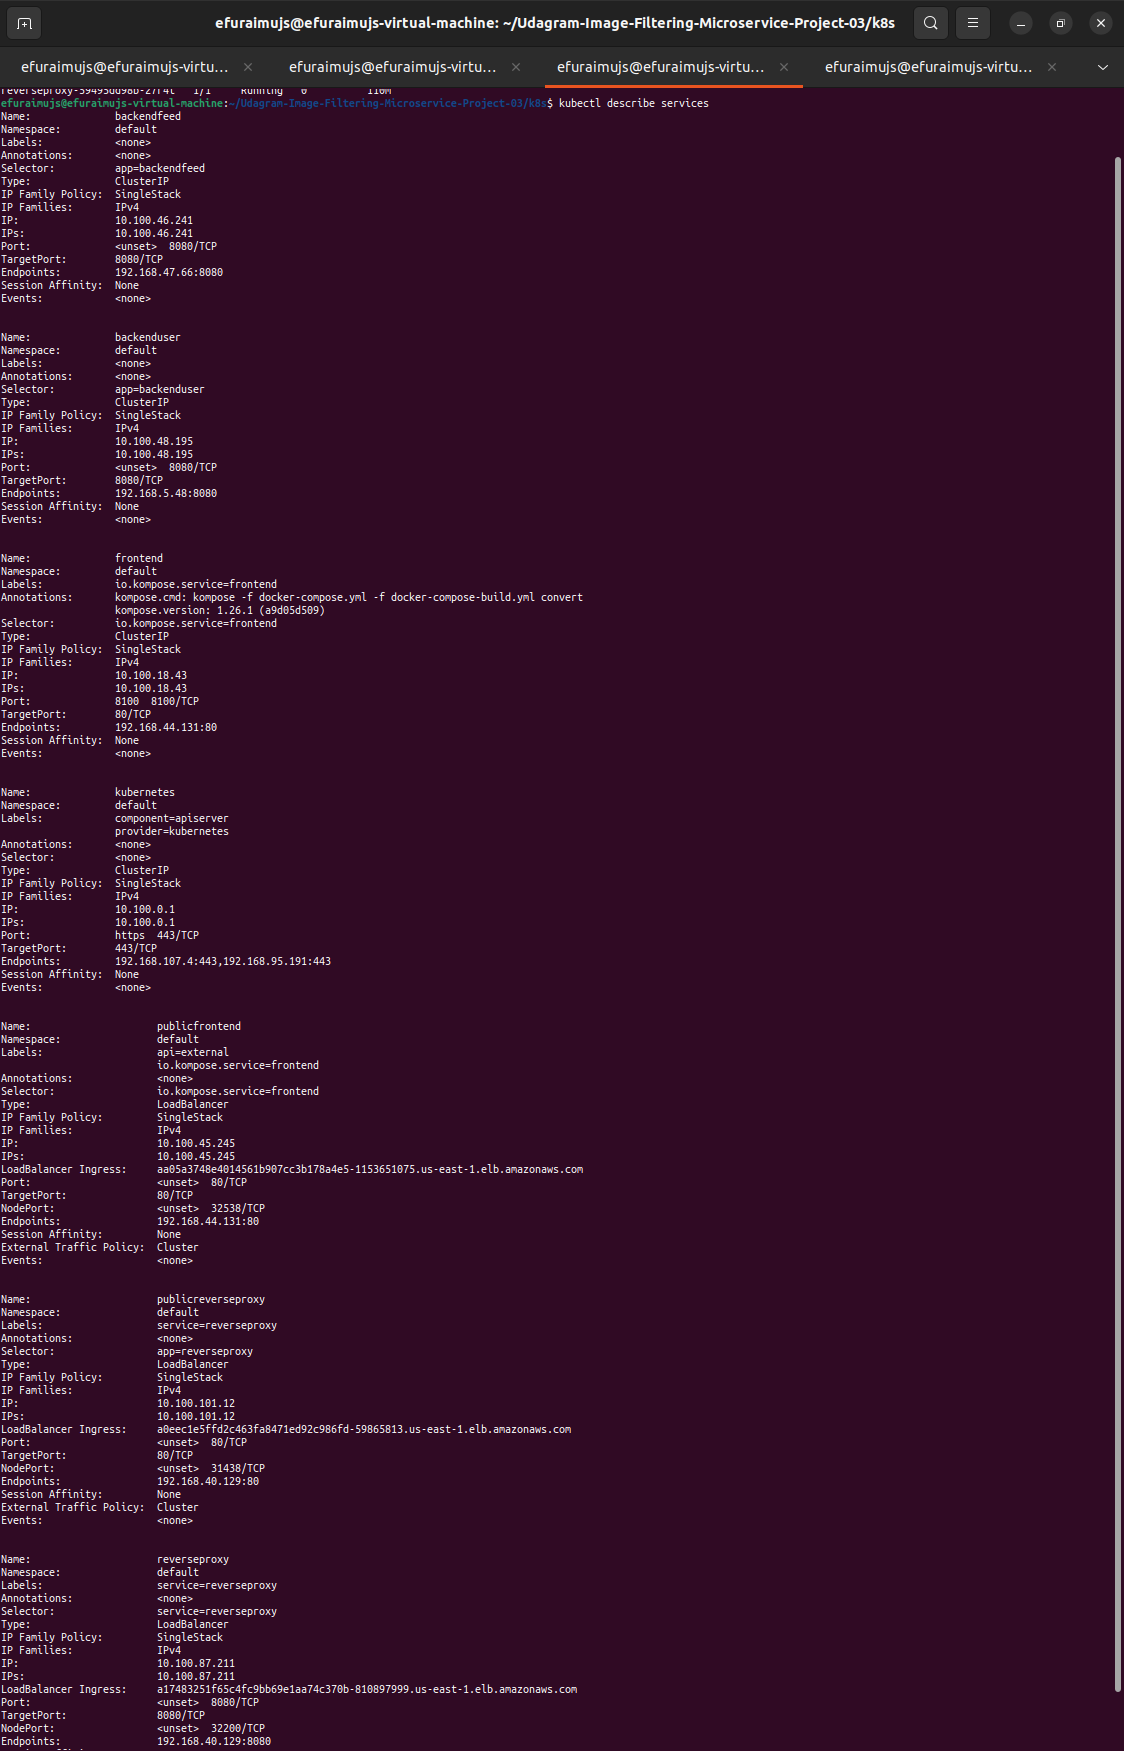 efuraimujs@efuraimujs-virtual-machine: ~/Udagram-Image-Filtering-Microservice-Project-03/k8s
efuraimujs@efuraimujs-virtu... × efuraimujs@efuraimujs-virtu... × efuraimujs@efuraimujs-virtu... × efuraimujs@efuraimujs-virtu... ×
1/1 Running 0 110m
efuraimujs@efuraimujs-virtual-machine:~/Udagram-Image-Filtering-Microservice-Project-03/k8s$ kubectl describe services
Name: backendfeed
Namespace: default
Labels: <none>
Annotations: <none>
Selector: app=backendfeed
Type: ClusterIP
IP Family Policy: SingleStack
IP Families: IPv4
IP: 10.100.46.241
IPs: 10.100.46.241
Port: <unset> 8080/TCP
TargetPort: 8080/TCP
Endpoints: 192.168.47.66:8080
Session Affinity: None
Events: <none>
Name: backenduser
Namespace: default
Labels: <none>
Annotations: <none>
Selector: app=backenduser
Type: ClusterIP
IP Family Policy: SingleStack
IP Families: IPv4
IP: 10.100.48.195
IPs: 10.100.48.195
Port: <unset> 8080/TCP
TargetPort: 8080/TCP
Endpoints: 192.168.5.48:8080
Session Affinity: None
Events: <none>
Name: frontend
Namespace: default
Labels: io.kompose.service=frontend
Annotations: kompose.cmd: kompose -f docker-compose.yml -f docker-compose-build.yml convert
kompose.version: 1.26.1 (a9d05d509)
Selector: io.kompose.service=frontend
Type: ClusterIP
IP Family Policy: SingleStack
IP Families: IPv4
IP: 10.100.18.43
IPs: 10.100.18.43
Port: 8100 8100/TCP
TargetPort: 80/TCP
Endpoints: 192.168.44.131:80
Session Affinity: None
Events: <none>
Name: kubernetes
Namespace: default
Labels: component=apiserver
provider=kubernetes
Annotations: <none>
Selector: <none>
Type: ClusterIP
IP Family Policy: SingleStack
IP Families: IPv4
IP: 10.100.0.1
IPs: 10.100.0.1
Port: https 443/TCP
TargetPort: 443/TCP
Endpoints: 192.168.107.4:443,192.168.95.191:443
Session Affinity: None
Events: <none>
Name: publicfrontend
Namespace: default
Labels: api=external
io.kompose.service=frontend
Annotations: <none>
Selector: io.kompose.service=frontend
Type: LoadBalancer
IP Family Policy: SingleStack
IP Families: IPv4
IP: 10.100.45.245
IPs: 10.100.45.245
LoadBalancer Ingress: aa05a3748e4014561b907cc3b178a4e5-1153651075.us-east-1.elb.amazonaws.com
Port: <unset> 80/TCP
TargetPort: 80/TCP
NodePort: <unset> 32538/TCP
Endpoints: 192.168.44.131:80
Session Affinity: None
External Traffic Policy: Cluster
Events: <none>
Name: publicreverseproxy
Namespace: default
Labels: service=reverseproxy
Annotations: <none>
Selector: app=reverseproxy
Type: LoadBalancer
IP Family Policy: SingleStack
IP Families: IPv4
IP: 10.100.101.12
IPs: 10.100.101.12
LoadBalancer Ingress: a0eec1e5ffd2c463fa8471ed92c986fd-59865813.us-east-1.elb.amazonaws.com
Port: <unset> 80/TCP
TargetPort: 80/TCP
NodePort: <unset> 31438/TCP
Endpoints: 192.168.40.129:80
Session Affinity: None
External Traffic Policy: Cluster
Events: <none>
Name: reverseproxy
Namespace: default
Labels: service=reverseproxy
Annotations: <none>
Selector: service=reverseproxy
Type: LoadBalancer
IP Family Policy: SingleStack
IP Families: IPv4
IP: 10.100.87.211
IPs: 10.100.87.211
LoadBalancer Ingress: a17483251f65c4fc9bb69e1aa74c370b-810897999.us-east-1.elb.amazonaws.com
Port: <unset> 8080/TCP
TargetPort: 8080/TCP
NodePort: <unset> 32200/TCP
Endpoints: 192.168.40.129:8080